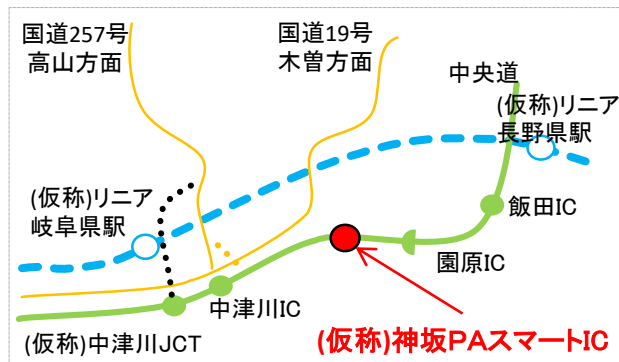 国道257号
高山方面
国道19号
木曽方面
中央道
(仮称)リニア
長野県駅
(仮称)リニア
岐阜県駅
飯田IC
園原IC
中津川IC
(仮称)中津川JCT
(仮称)神坂PAスマートIC